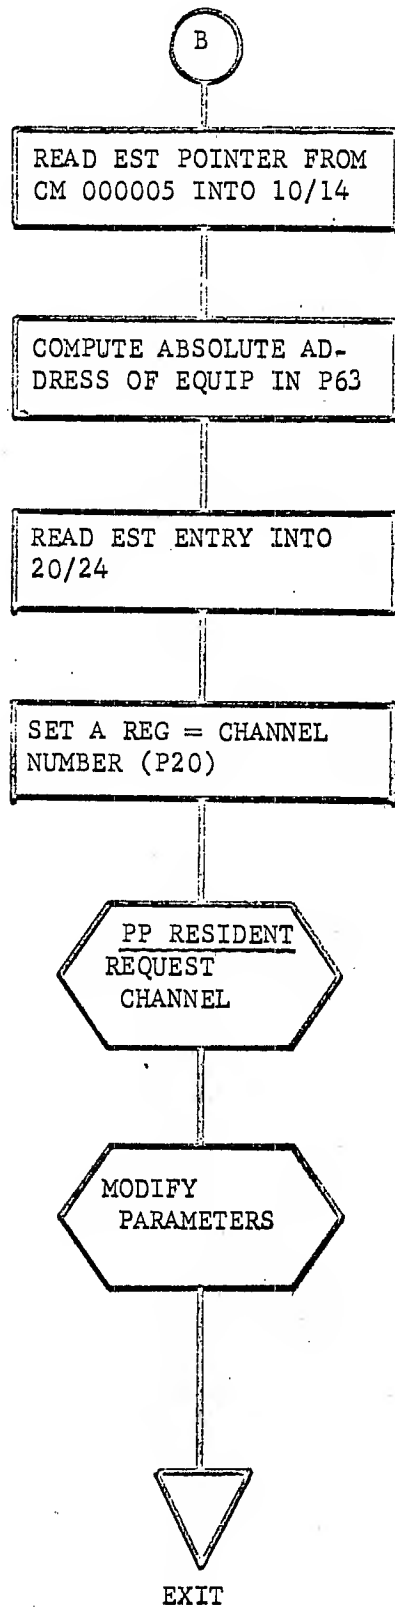 B
READ EST POINTER FROM
CM 000005 INTO 10/14
COMPUTE ABSOLUTE AD-
DRESS OF EQUIP IN P63
READ EST ENTRY INTO
20/24
SET A REG = CHANNEL
NUMBER (P20)
PP RESIDENT
REQUEST
CHANNEL
MODIFY
PARAMETERS
EXIT